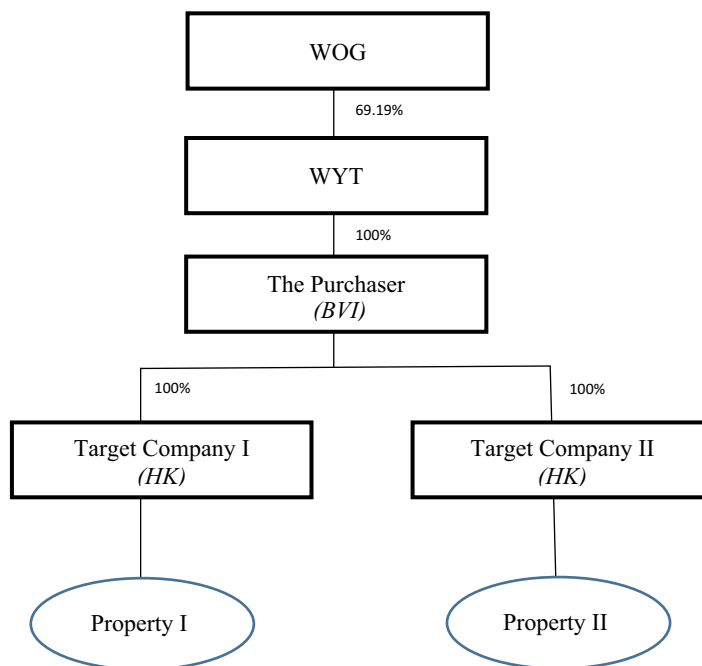 WOG
69.19%
WYT
100%
The Purchaser
(BVI)
100%
100%
Target Company I
(HK)
Target Company II
(HK)
Property I
Property II